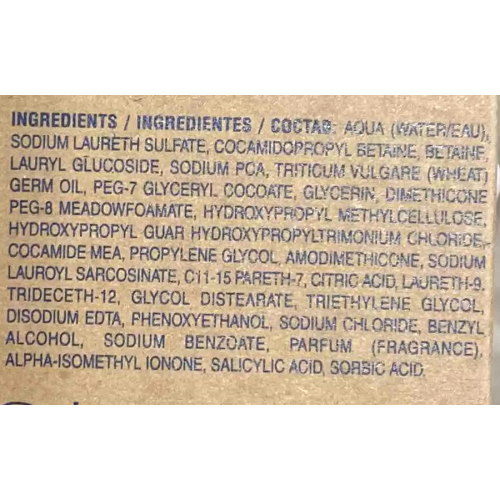 INGREDIENTS / INGREDIENTES / СОСТАВ: AQUA (WATER/EAU),
SODIUM LAURETH SULFATE, COCAMIDOPROPYL BETAINE, BETAINE,
LAURYL GLUCOSIDE, SODIUM PCA, TRITICUM VULGARE (WHEAT)
GERM OIL, PEG-7 GLYCERYL COCOATE, GLYCERIN, DIMETHICONE
PEG-8 MEADOWFOAMATE, HYDROXYPROPYL METHYLCELLULOSE,
HYDROXYPROPYL GUAR HYDROXYPROPYLTRIMONIUM CHLORIDE,
COCAMIDE MEA, PROPYLENE GLYCOL, AMODIMETHICONE, SODIUM
LAUROYL SARCOSINATE, C11-15 PARETH-7, CITRIC ACID, LAURETH-9,
TRIDECETH-12, GLYCOL DISTEARATE, TRIETHYLENE GLYCOL,
DISODIUM EDTA, PHENOXYETHANOL, SODIUM CHLORIDE, BENZYL
ALCOHOL, SODIUM BENZOATE, PARFUM (FRAGRANCE),
ALPHA-ISOMETHYL IONONE, SALICYLIC ACID, SORBIC ACID.